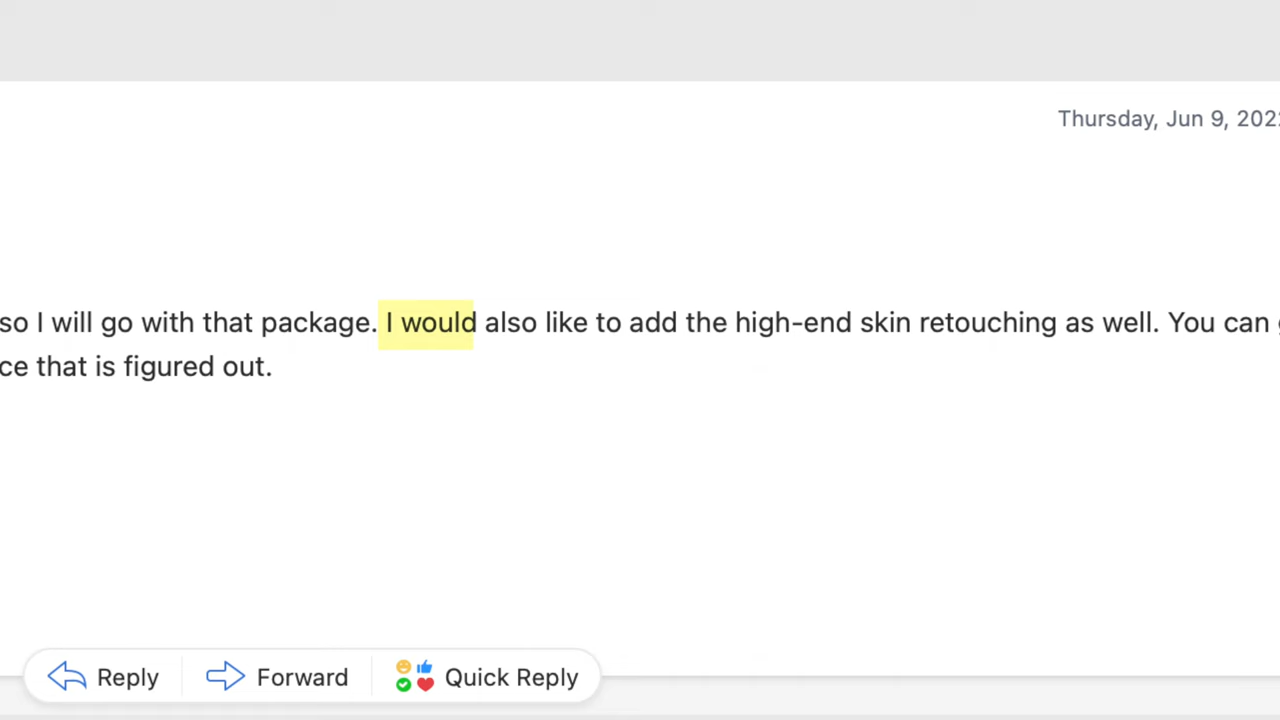 Thursday, Jun 9, 202
so I will go with that package. I would also like to add the high-end skin retouching as well. You can
ce that is figured out.
Reply Forward Quick Reply